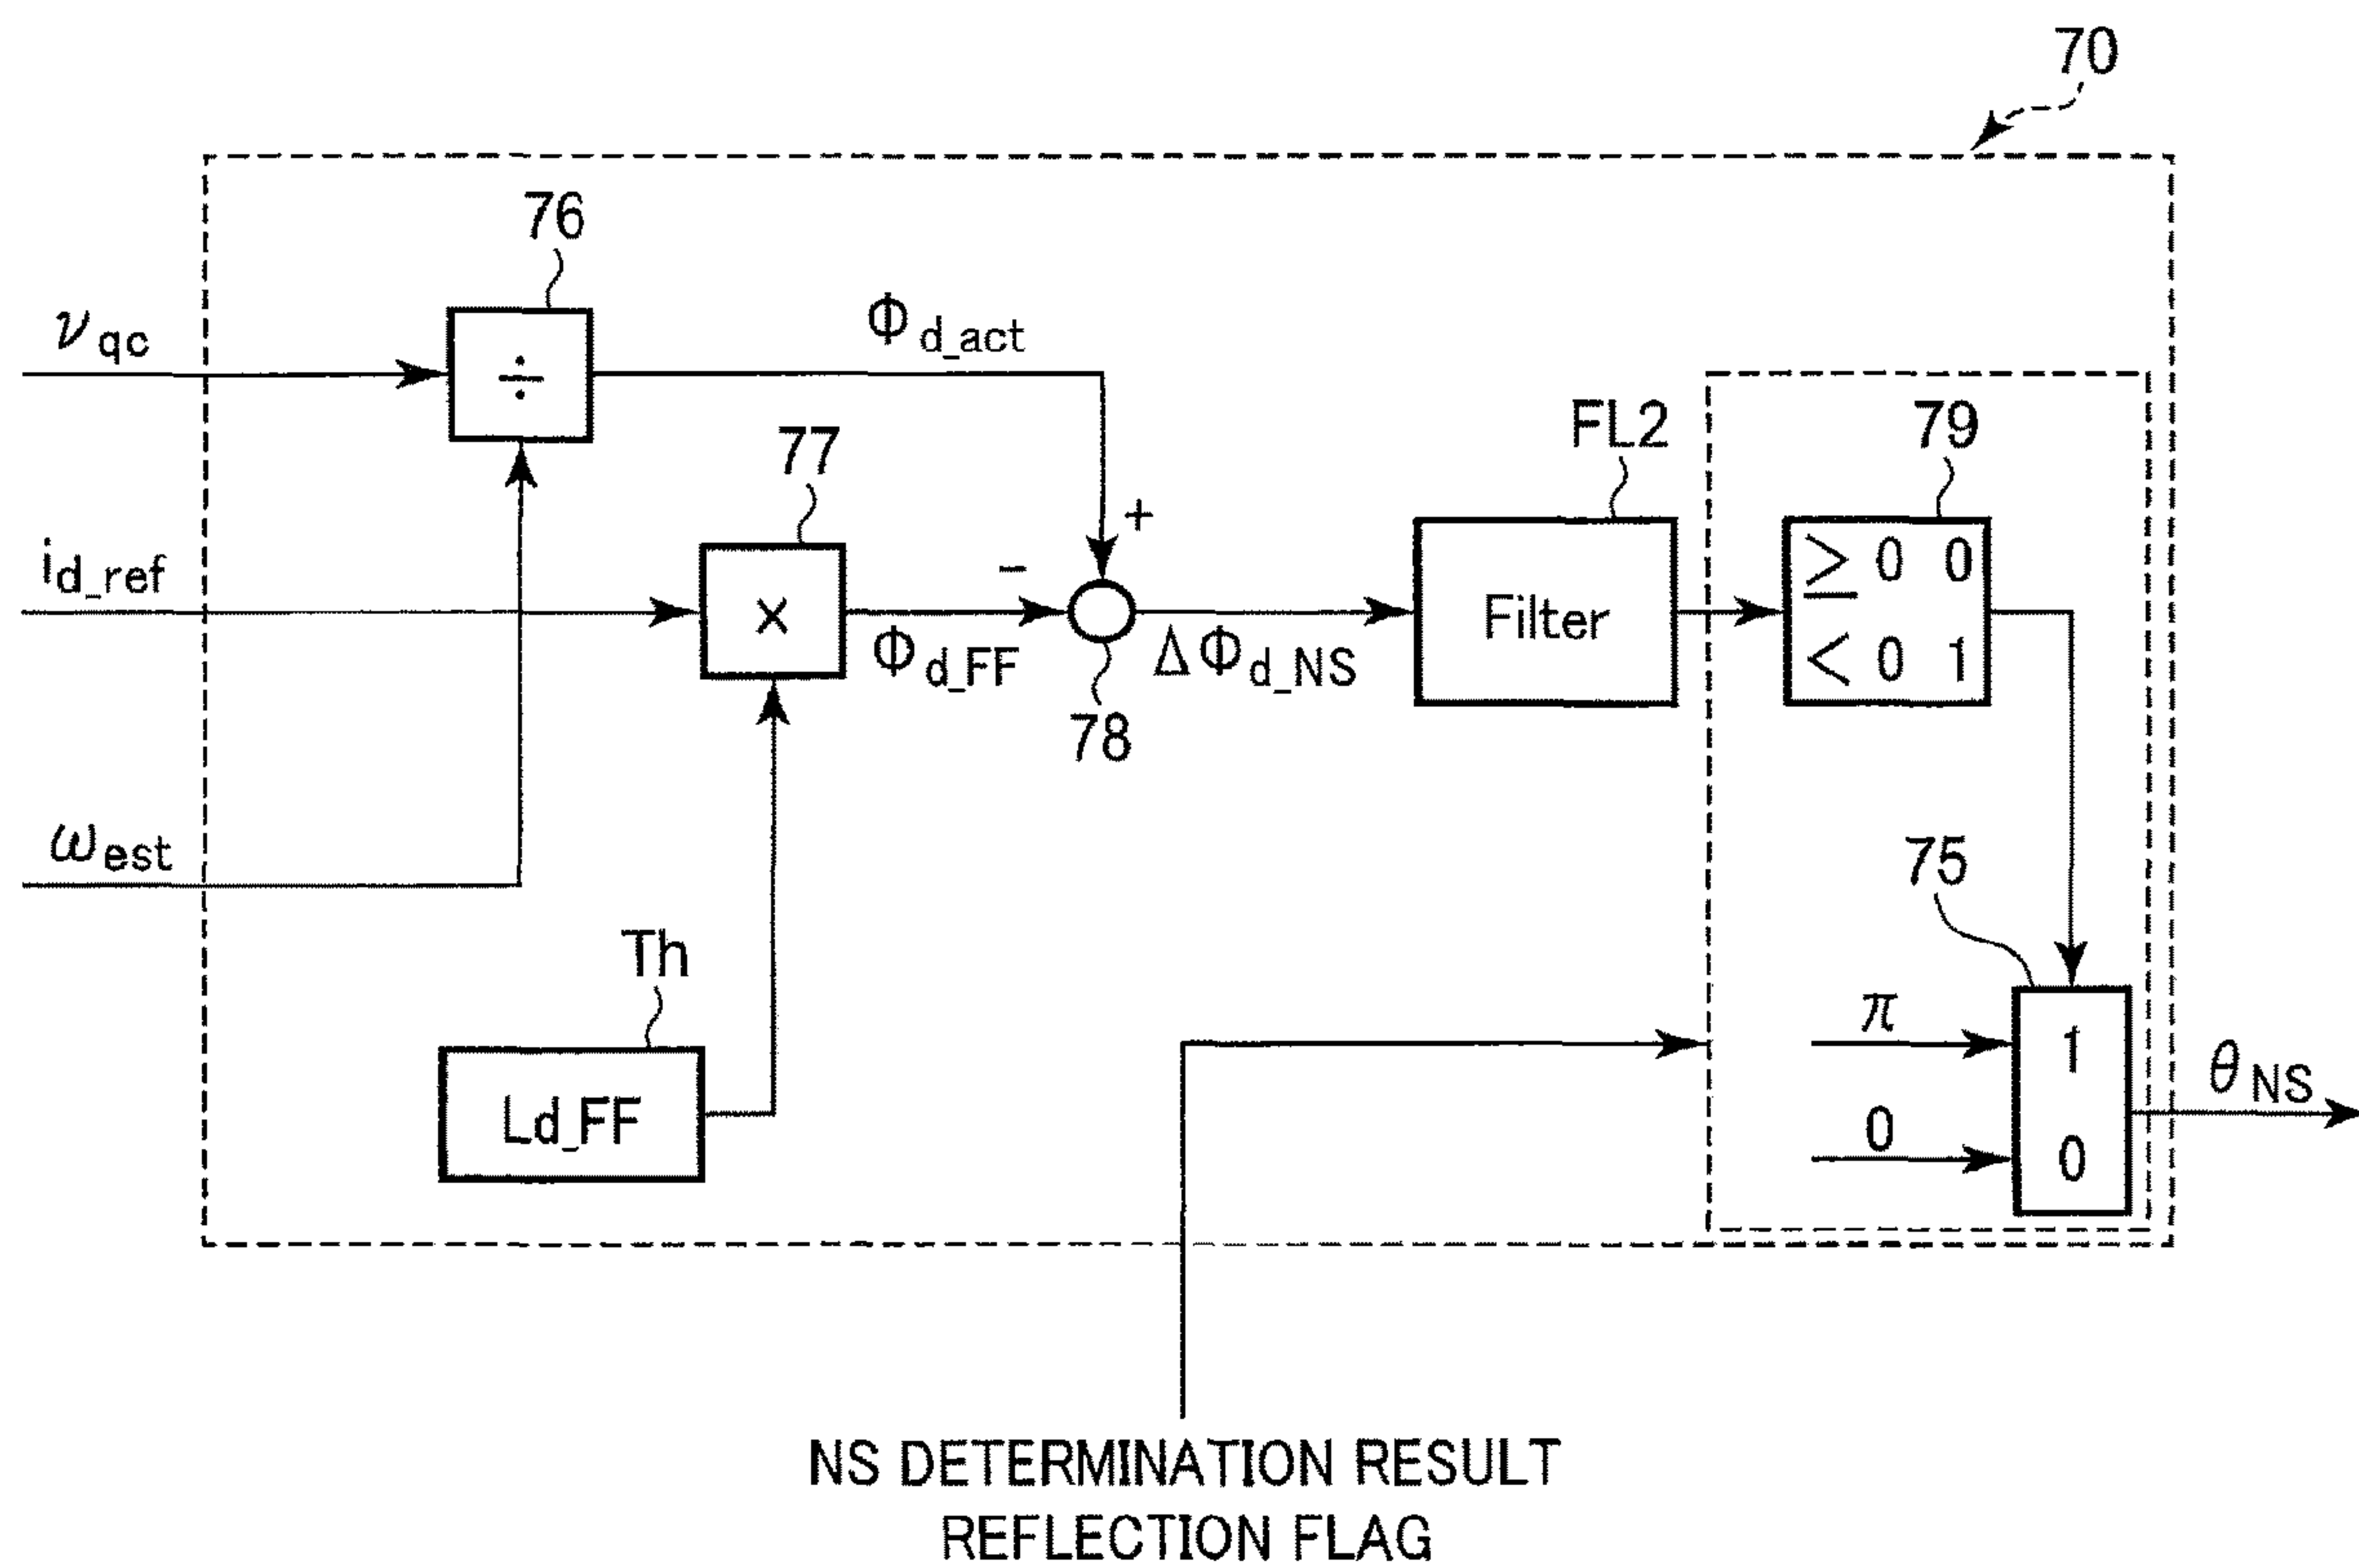 70
76
ν qc
÷
Φ d_act
77
FL2
79
+
i d_ref
×
−
Φ d_FF
ΔΦ d_NS
Filter
≥ 0 0
< 0 1
78
ω est
75
Th
Ld_FF
π
1
0
0
θ NS
NS DETERMINATION RESULT
REFLECTION FLAG